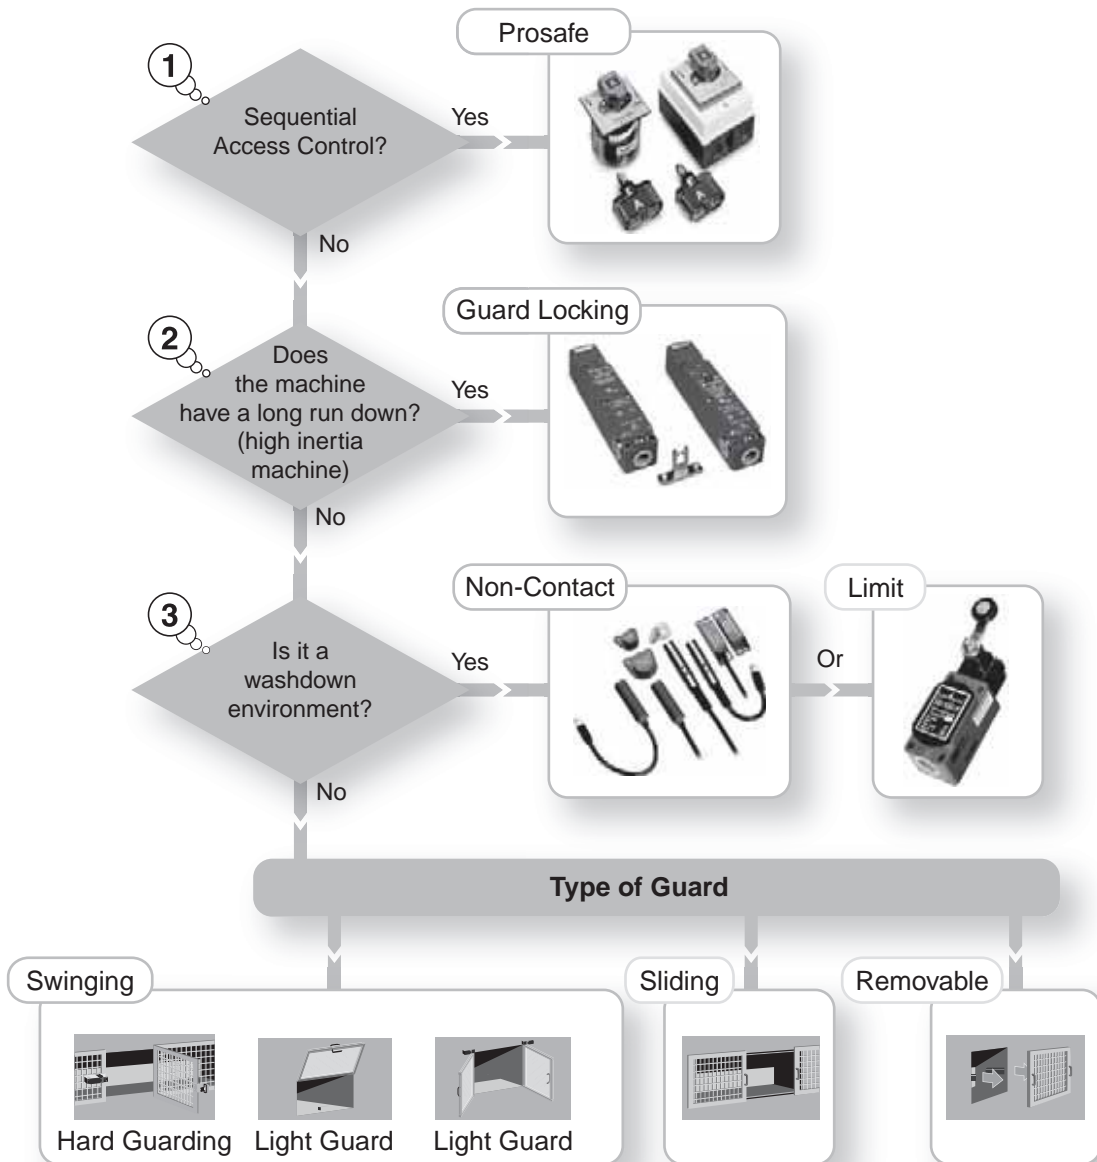 Prosafe
1
Sequential
Access Control?
Yes
No
Guard Locking
2
Does
the machine
have a long run down?
(high inertia
machine)
Yes
No
Non-Contact
Limit
3
Is it a
washdown
environment?
Yes
Or
No
Type of Guard
Swinging
Sliding
Removable
Hard Guarding
Light Guard
Light Guard